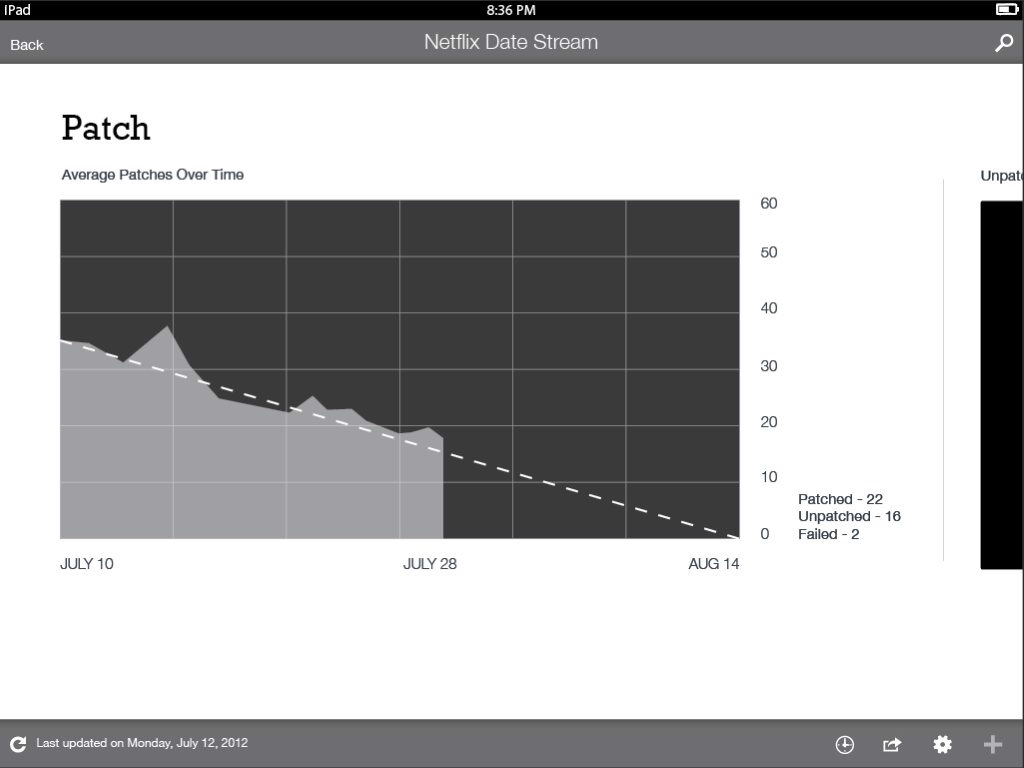 iPad
8:36 PM
Back
Netflix Date Stream
Patch
Average Patches Over Time
Unpatc
60
50
40
30
20
10
0
Patched - 22
Unpatched - 16
Failed - 2
JULY 10
JULY 28
AUG 14
Last updated on Monday, July 12, 2012